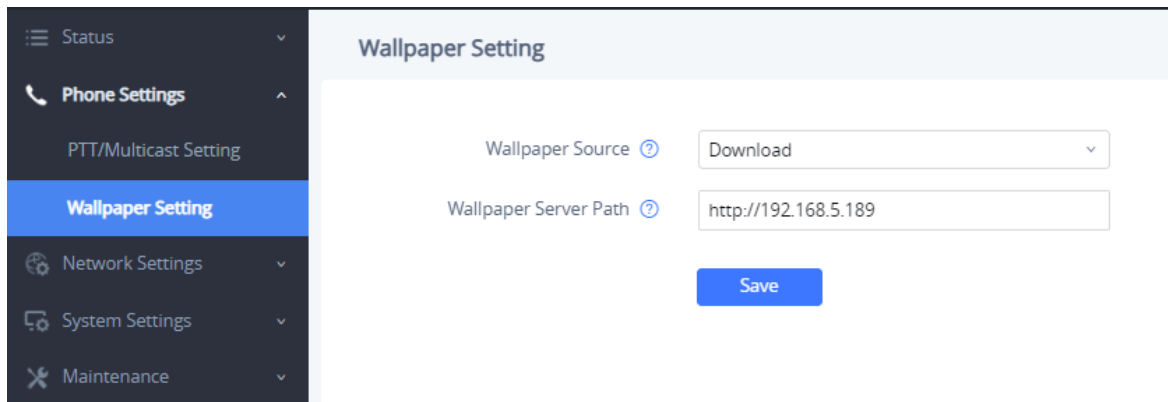 Status
Phone Settings
PTT/Multicast Setting
Wallpaper Setting
Network Settings
System Settings
Maintenance
Wallpaper Setting
Wallpaper Source ? Download
Wallpaper Server Path ? http://192.168.5.189
Save